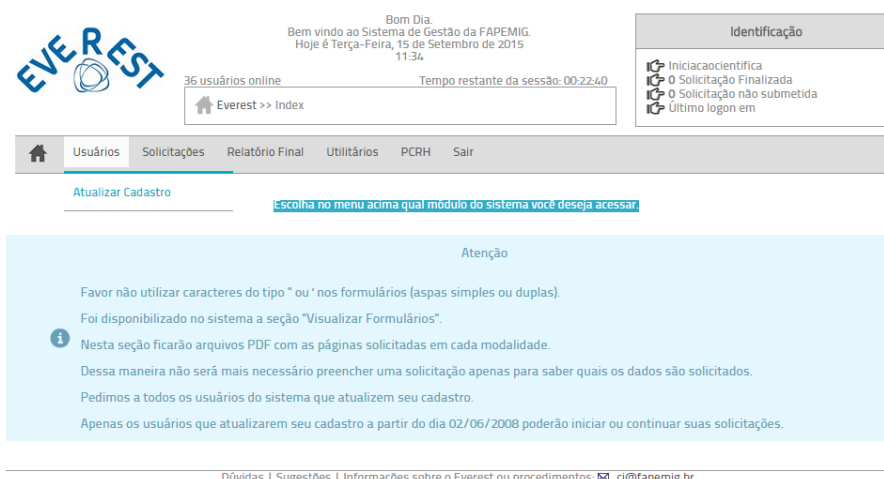 EVEREST
Bom Dia.
Bem vindo ao Sistema de Gestão da FAPEMIG.
Hoje é Terça-Feira, 15 de Setembro de 2015
11:34
36 usuários online
Tempo restante da sessão: 00:22:40
Everest >> Index
Identificação
Iniciacaocientifica
0 Solicitação Finalizada
0 Solicitação não submetida
Último logon em
Usuários Solicitações Relatório Final Utilitários PCRH Sair
Atualizar Cadastro
Escolha no menu acima qual módulo do sistema você deseja acessar.
Atenção
Favor não utilizar caracteres do tipo " ou ' nos formulários (aspas simples ou duplas).
Foi disponibilizado no sistema a seção "Visualizar Formulários".
Nesta seção ficarão arquivos PDF com as páginas solicitadas em cada modalidade.
Dessa maneira não será mais necessário preencher uma solicitação apenas para saber quais os dados são solicitados.
Pedimos a todos os usuários do sistema que atualizem seu cadastro.
Apenas os usuários que atualizarem seu cadastro a partir do dia 02/06/2008 poderão iniciar ou continuar suas solicitações.
Dúvidas | Sugestões | Informações sobre o Everest ou procedimentos: ci@fapemig.br